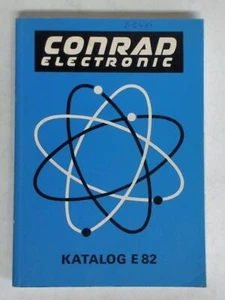 CONRAD
ELECTRONIC
KATALOG E 82